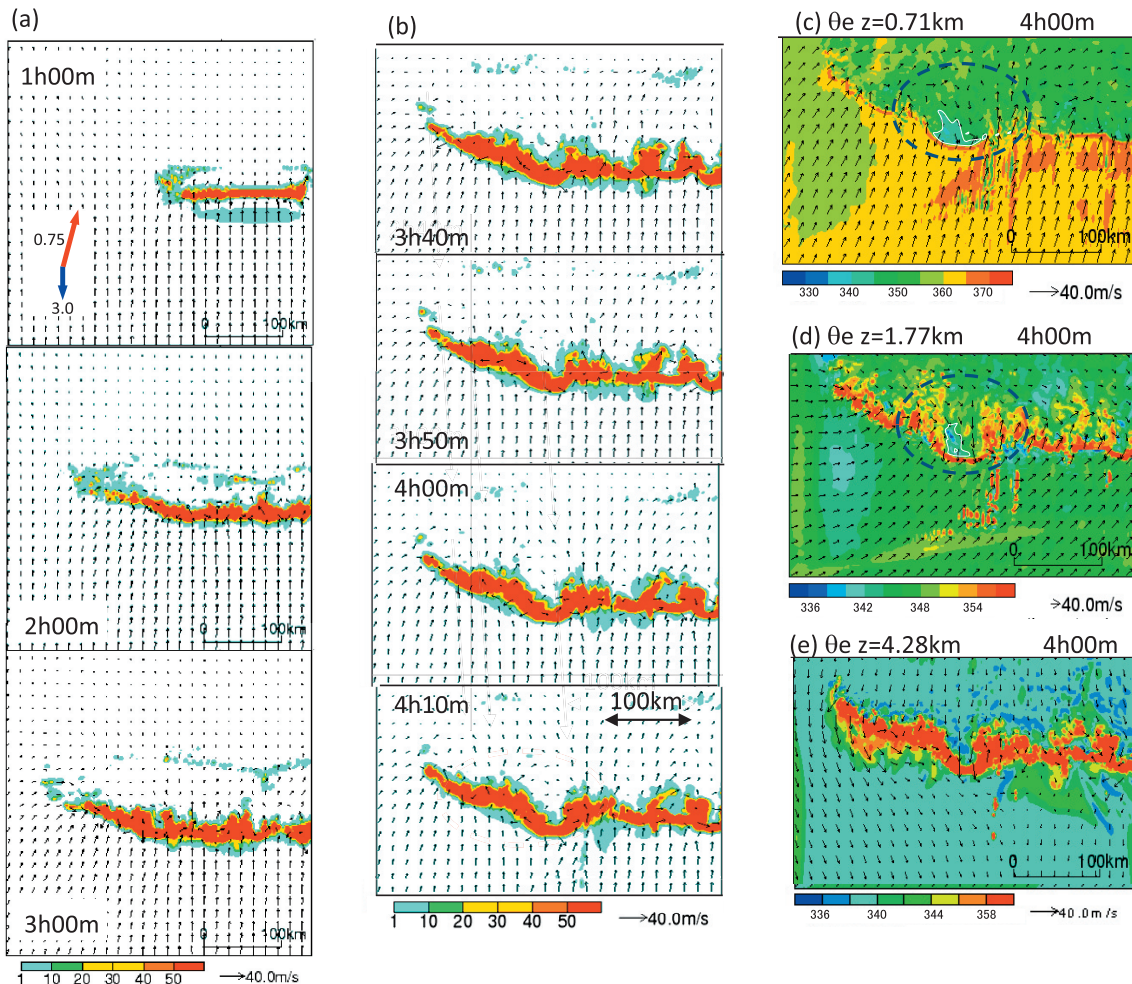 (a)
1h00m
0.75
3.0
0 100km
2h00m
0 100km
3h00m
0 100km
1 10 20 30 40 50
40.0m/s
(b)
3h40m
3h50m
4h00m
4h10m
100km
1 10 20 30 40 50
40.0m/s
(c) θe z=0.71km 4h00m
0 100km
330 340 350 360 370
40.0m/s
(d) θe z=1.77km 4h00m
0 100km
336 342 348 354
40.0m/s
(e) θe z=4.28km 4h00m
0 100km
336 340 344 358
40.0m/s